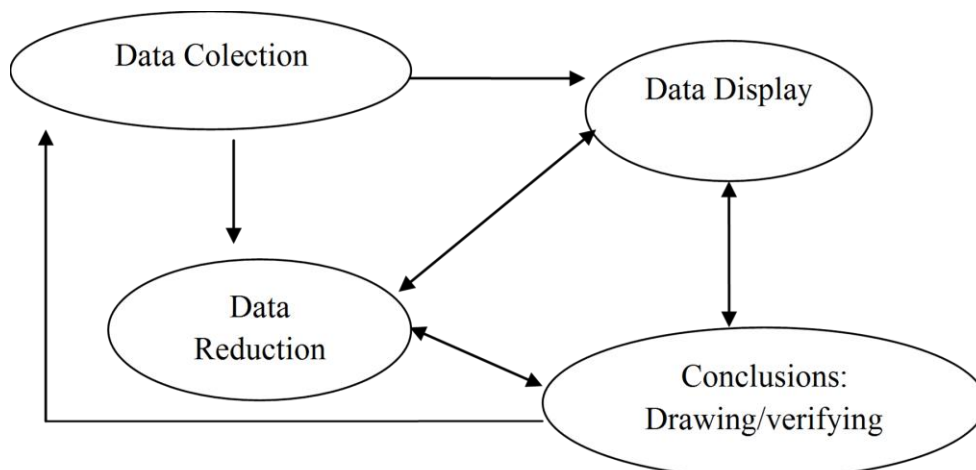 Data Colection
Data Display
Data
Reduction
Conclusions:
Drawing/verifying